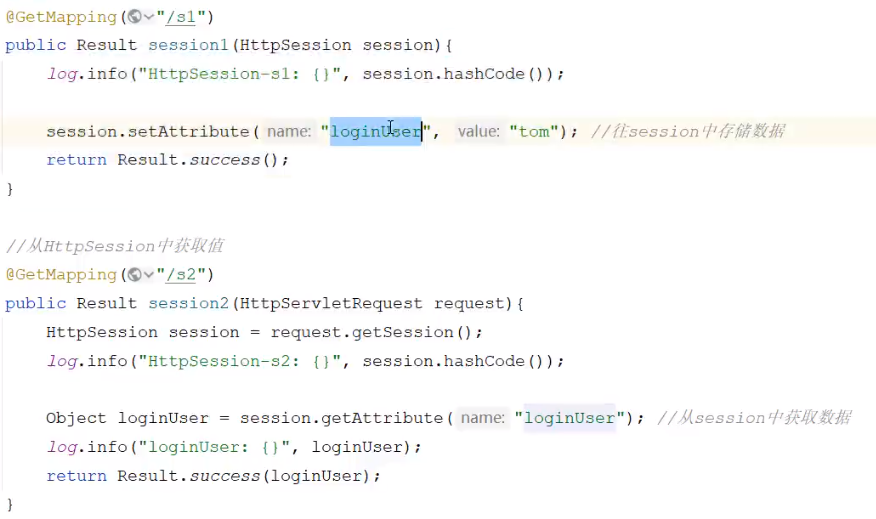 @GetMapping("/s1")
public Result session1(HttpSession session){
log.info("HttpSession-s1: {}", session.hashCode());
session.setAttribute( name: "loginUser", value: "tom"); //往session中存储数据
return Result.success();
}
//从HttpSession中获取值
@GetMapping("/s2")
public Result session2(HttpServletRequest request){
HttpSession session = request.getSession();
log.info("HttpSession-s2: {}", session.hashCode());
Object loginUser = session.getAttribute( name: "loginUser"); //从session中获取数据
log.info("loginUser: {}", loginUser);
return Result.success(loginUser);
}